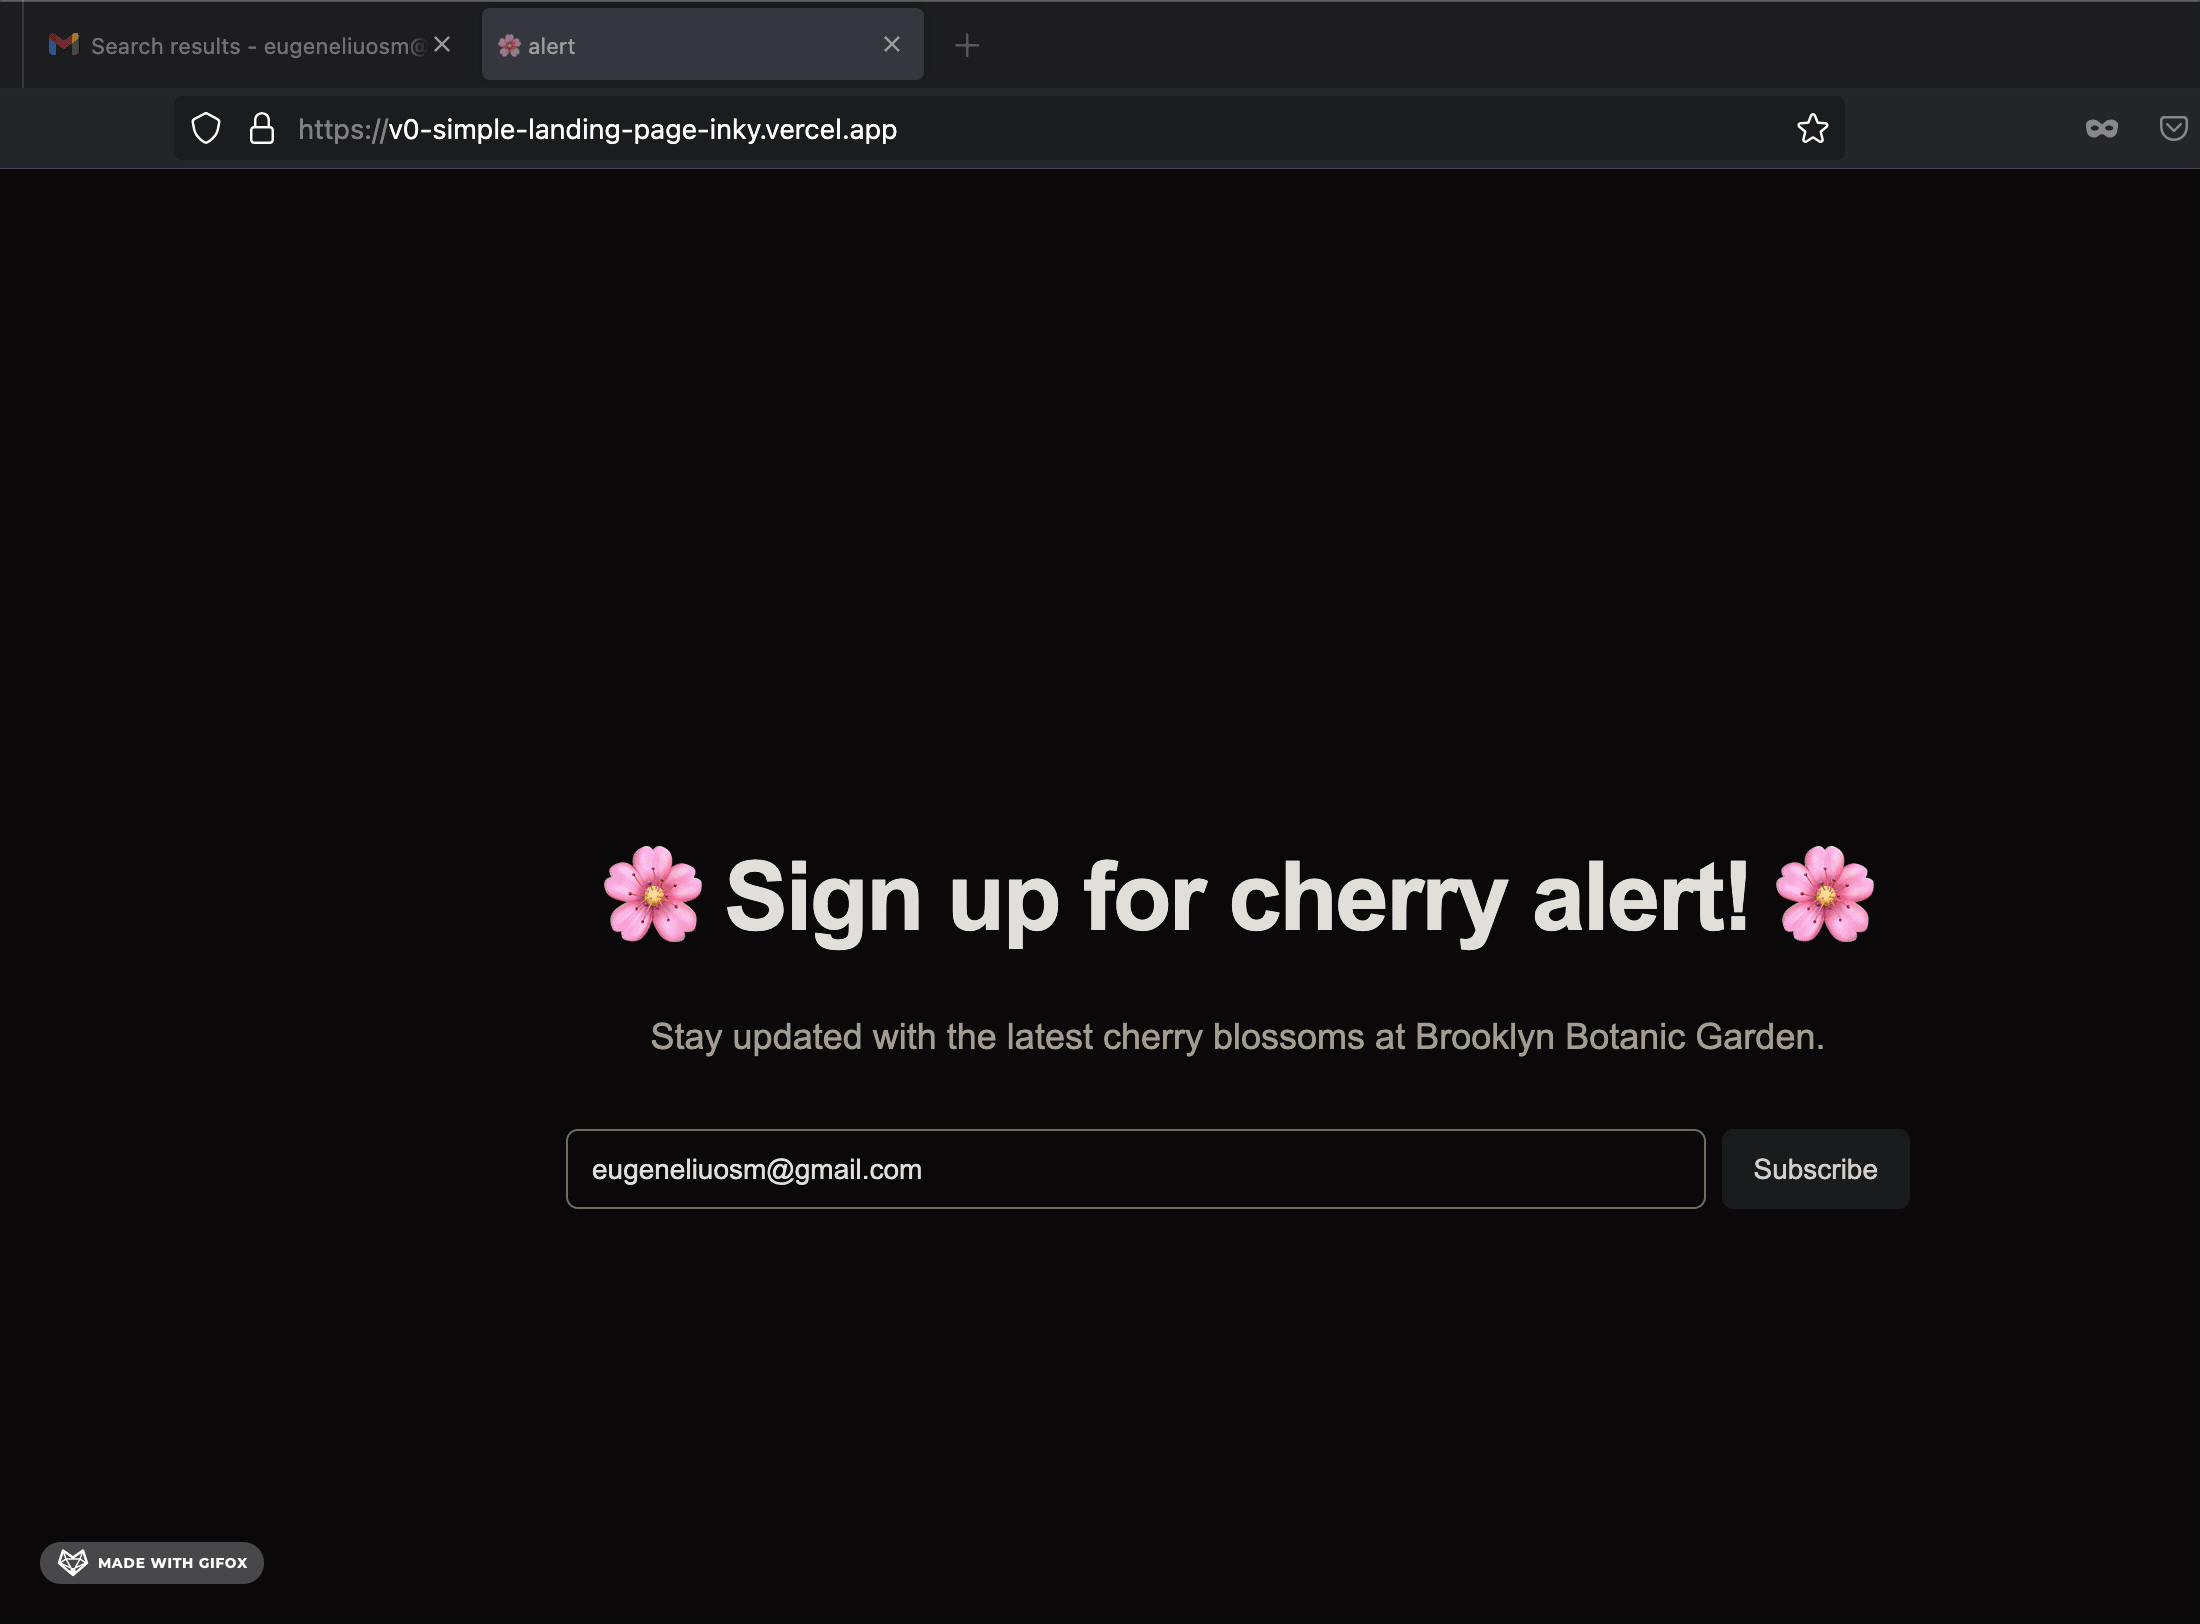 Search results - eugeneliuosm@
🌸 alert
https://v0-simple-landing-page-inky.vercel.app
🌸 Sign up for cherry alert! 🌸
Stay updated with the latest cherry blossoms at Brooklyn Botanic Garden.
eugeneliuosm@gmail.com
Subscribe
MADE WITH GIFOX